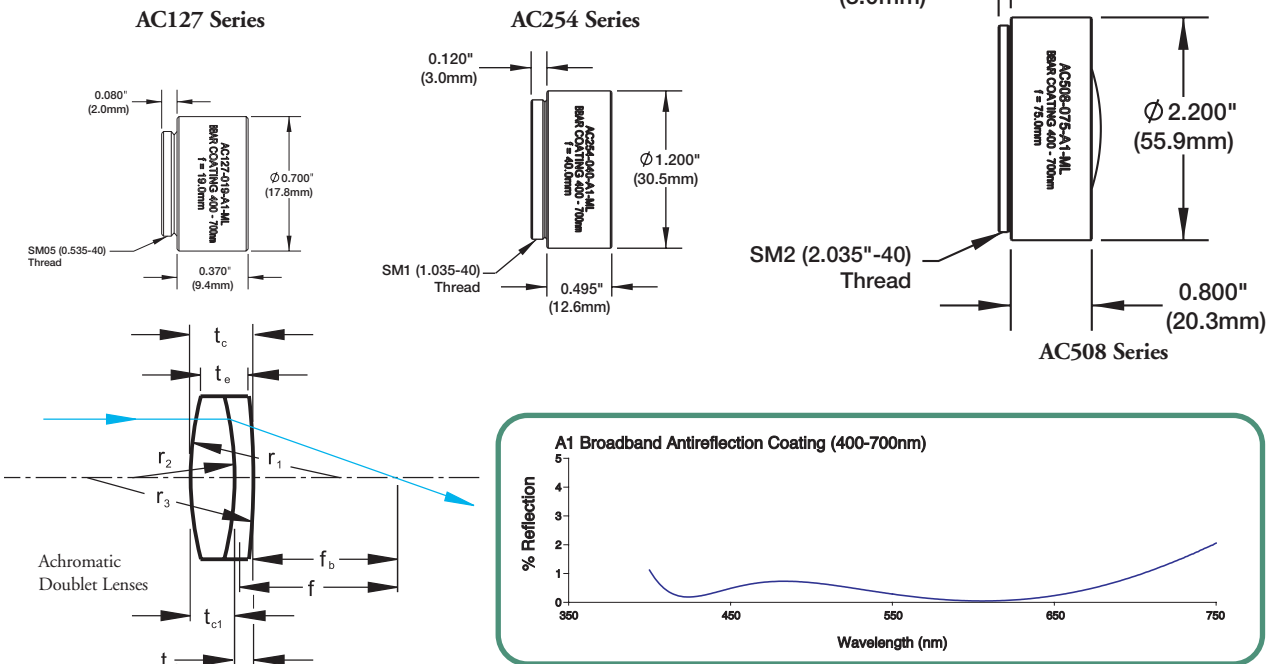 AC127 Series
0.080"
(2.0mm)
AC127-019-A1-ML
BBAR COATING 400 - 700nm
f = 19.0mm
Ø 0.700"
(17.8mm)
SM05 (0.535-40)
Thread
0.370"
(9.4mm)
AC254 Series
0.120"
(3.0mm)
AC254-040-A1-ML
BBAR COATING 400 - 700nm
f = 40.0mm
Ø 1.200"
(30.5mm)
SM1 (1.035-40)
Thread
0.495"
(12.6mm)
AC508-075-A1-ML
BBAR COATING 400 - 700nm
f = 75.0mm
Ø 2.200"
(55.9mm)
SM2 (2.035"-40)
Thread
0.800"
(20.3mm)
AC508 Series
tc
te
r2
r1
r3
Achromatic
Doublet Lenses
fb
f
tc1
A1 Broadband Antireflection Coating (400-700nm)
% Reflection
5
4
3
2
1
0
350
450
550
650
750
Wavelength (nm)